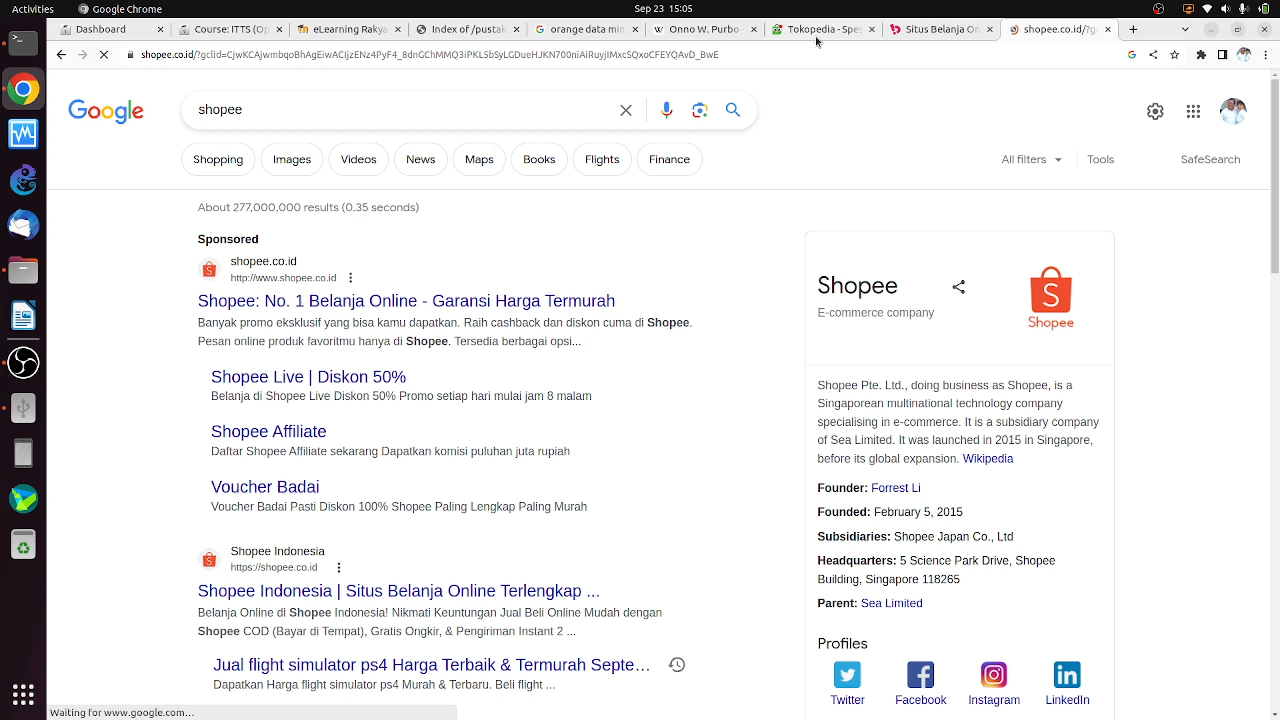 Activities
Google Chrome
Sep 23 15:05
Dashboard
Course: ITTS (Op
eLearning Rakya
Index of /pustak
orange data mini
Onno W. Purbo -
Tokopedia - Spes
Situs Belanja On
shopee.co.id/?g
shopee.co.id/?gclid=CjwKCAjwmbqoBhAgEiwACIjzENz4PyF4_8dnGChMMQ3iPKLSbSyLGDueHJKN700niAiRuyjIMxcSQxoCFEYQAvD_BwE
Google
shopee
Shopping
Images
Videos
News
Maps
Books
Flights
Finance
All filters
Tools
SafeSearch
About 277,000,000 results (0.35 seconds)
Sponsored
shopee.co.id
http://www.shopee.co.id
Shopee: No. 1 Belanja Online - Garansi Harga Termurah
Banyak promo eksklusif yang bisa kamu dapatkan. Raih cashback dan diskon cuma di Shopee.
Pesan online produk favoritmu hanya di Shopee. Tersedia berbagai opsi...
Shopee Live | Diskon 50%
Belanja di Shopee Live Diskon 50% Promo setiap hari mulai jam 8 malam
Shopee Affiliate
Daftar Shopee Affiliate sekarang Dapatkan komisi puluhan juta rupiah
Voucher Badai
Voucher Badai Pasti Diskon 100% Shopee Paling Lengkap Paling Murah
Shopee Indonesia
https://shopee.co.id
Shopee Indonesia | Situs Belanja Online Terlengkap ...
Belanja Online di Shopee Indonesia! Nikmati Keuntungan Jual Beli Online Mudah dengan
Shopee COD (Bayar di Tempat), Gratis Ongkir, & Pengiriman Instant 2 ...
Jual flight simulator ps4 Harga Terbaik & Termurah Septe...
Dapatkan Harga flight simulator ps4 Murah & Terbaru. Beli flight ...
Shopee
E-commerce company
Shopee
Shopee Pte. Ltd., doing business as Shopee, is a
Singaporean multinational technology company
specialising in e-commerce. It is a subsidiary company
of Sea Limited. It was launched in 2015 in Singapore,
before its global expansion. Wikipedia
Founder: Forrest Li
Founded: February 5, 2015
Subsidiaries: Shopee Japan Co., Ltd
Headquarters: 5 Science Park Drive, Shopee
Building, Singapore 118265
Parent: Sea Limited
Profiles
Twitter
Facebook
Instagram
LinkedIn
Waiting for www.google.com...